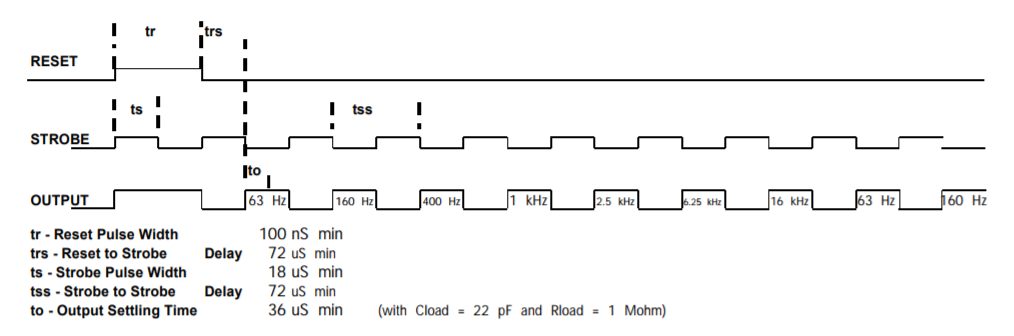 tr trs
RESET
ts tss
STROBE
to
OUTPUT 63 Hz 160 Hz 400 Hz 1 kHz 2.5 kHz 6.25 kHz 16 kHz 63 Hz 160 Hz
tr - Reset Pulse Width 100 nS min
trs - Reset to Strobe Delay 72 uS min
ts - Strobe Pulse Width 18 uS min
tss - Strobe to Strobe Delay 72 uS min
to - Output Settling Time 36 uS min (with Cload = 22 pF and Rload = 1 Mohm)